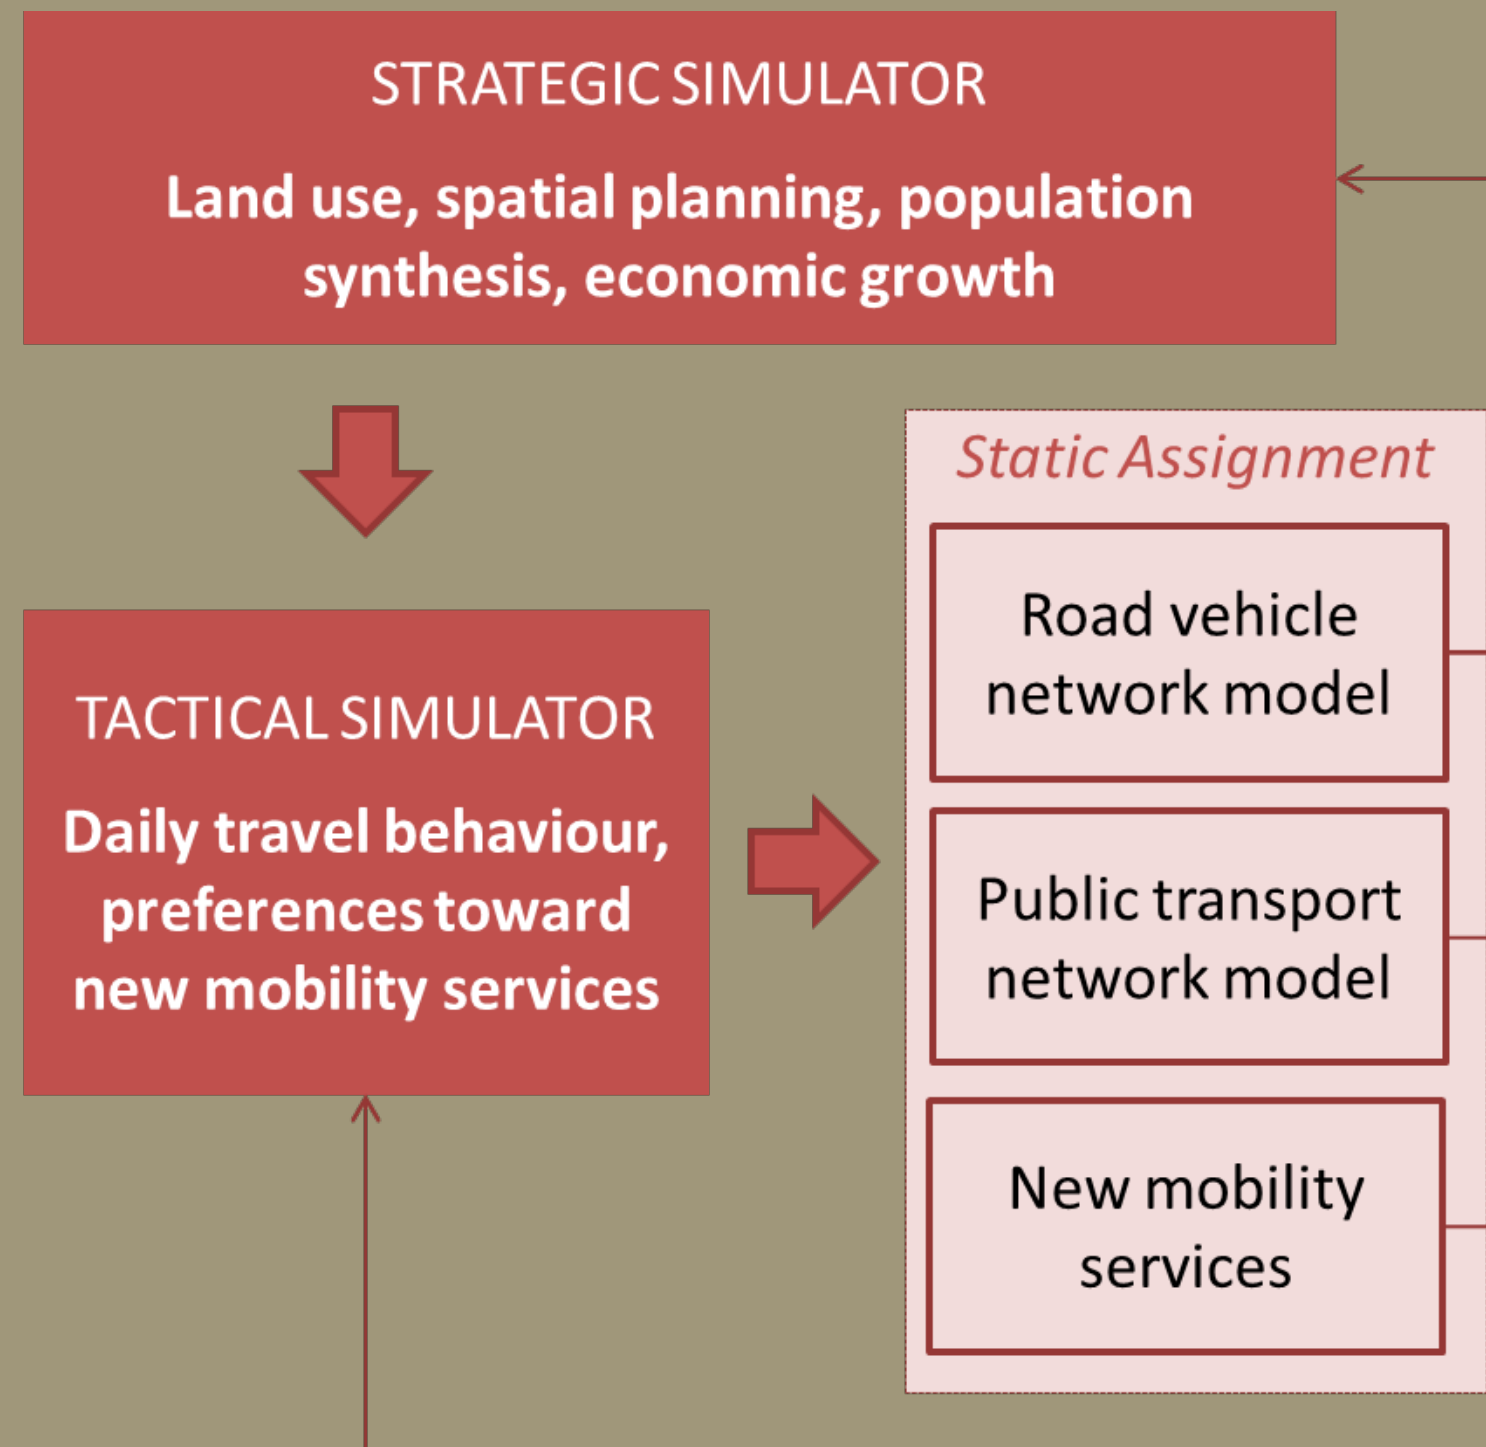 STRATEGIC SIMULATOR
Land use, spatial planning, population
synthesis, economic growth
TACTICAL SIMULATOR
Daily travel behaviour,
preferences toward
new mobility services
Static Assignment
Road vehicle
network model
Public transport
network model
New mobility
services